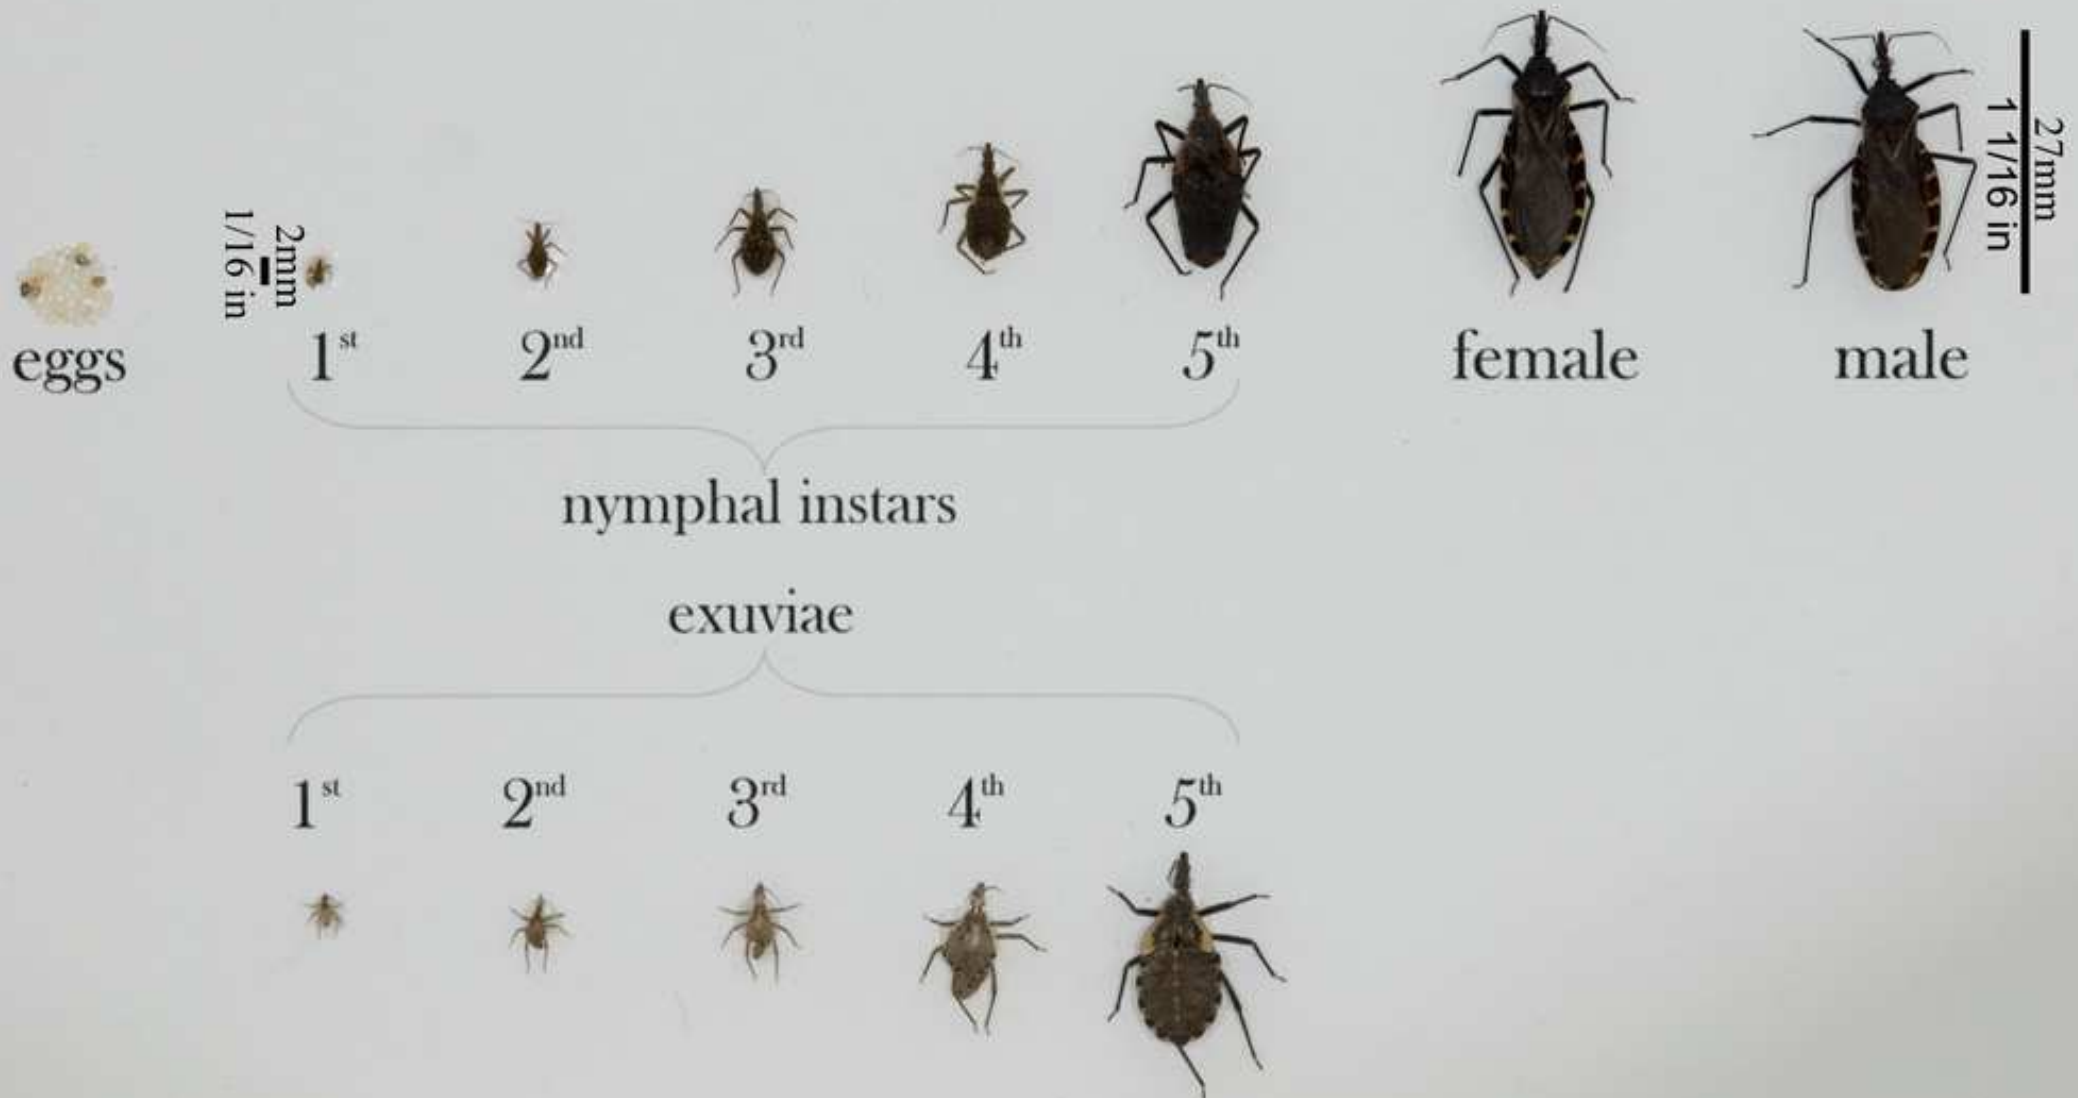 2mm
1/16 in
27mm
1 1/16 in
eggs
1st
2nd
3rd
4th
5th
female
male
nymphal instars
exuviae
1st
2nd
3rd
4th
5th